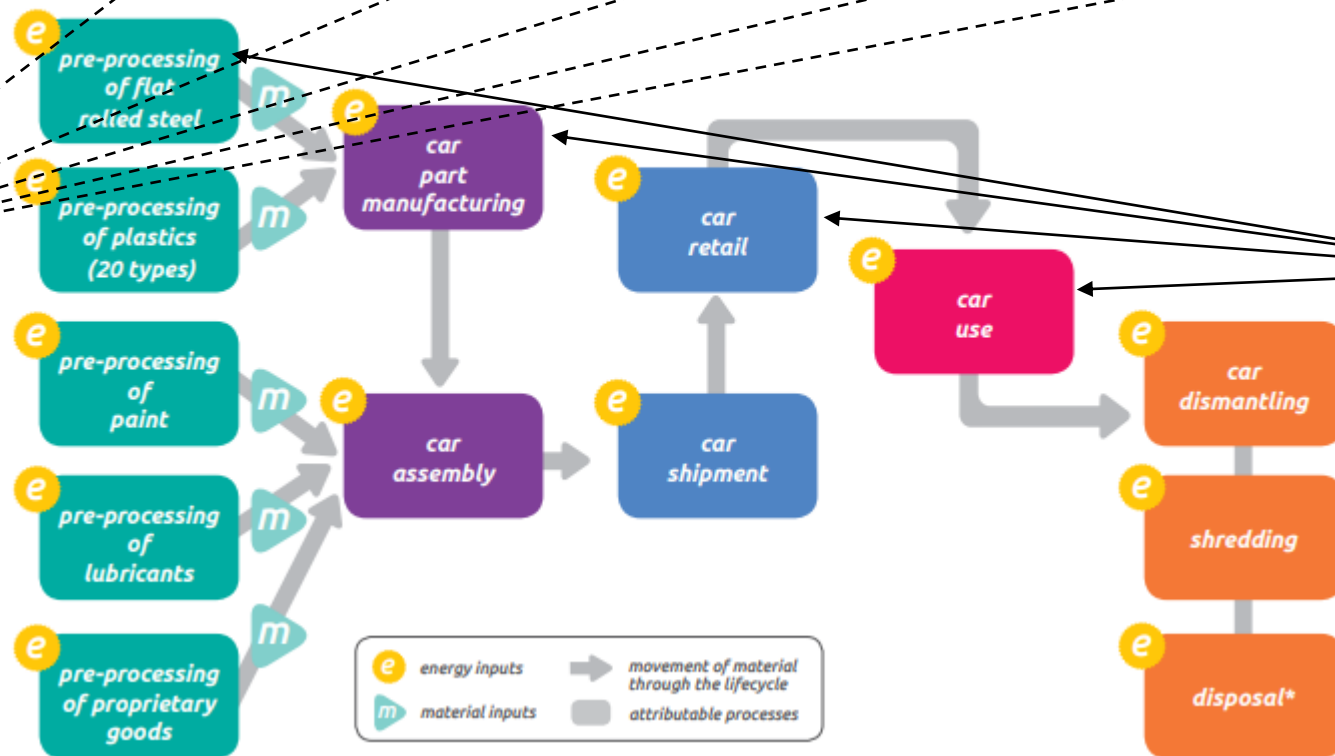 e
pre-processing
of flat
rolled steel
m
e
car
part
manufacturing
e
pre-processing
of plastics
(20 types)
m
e
car
retail
e
car
use
e
pre-processing
of
paint
m
e
car
assembly
e
car
shipment
e
car
dismantling
e
pre-processing
of
lubricants
m
e
shredding
e
pre-processing
of proprietary
goods
m
e
disposal*
e energy inputs
movement of material
through the lifecycle
m material inputs
attributable processes